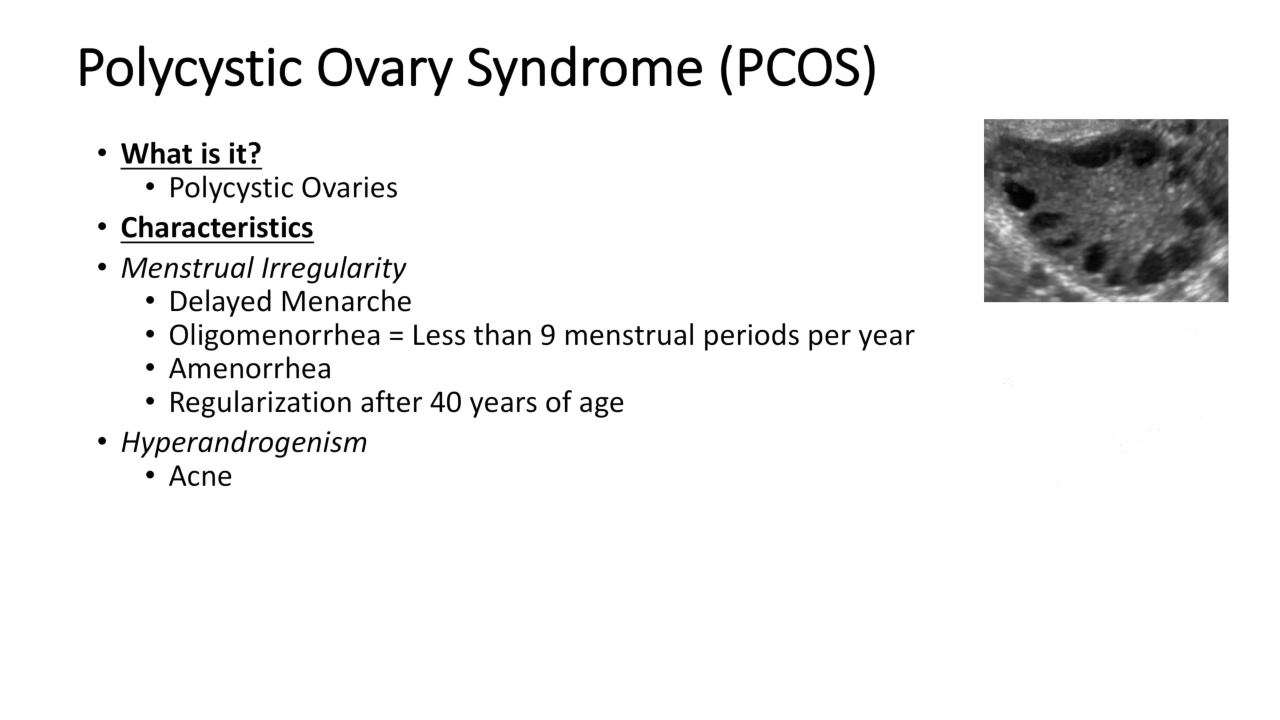 Polycystic Ovary Syndrome (PCOS)
• What is it?
• Polycystic Ovaries
• Characteristics
• Menstrual Irregularity
• Delayed Menarche
• Oligomenorrhea = Less than 9 menstrual periods per year
• Amenorrhea
• Regularization after 40 years of age
• Hyperandrogenism
• Acne